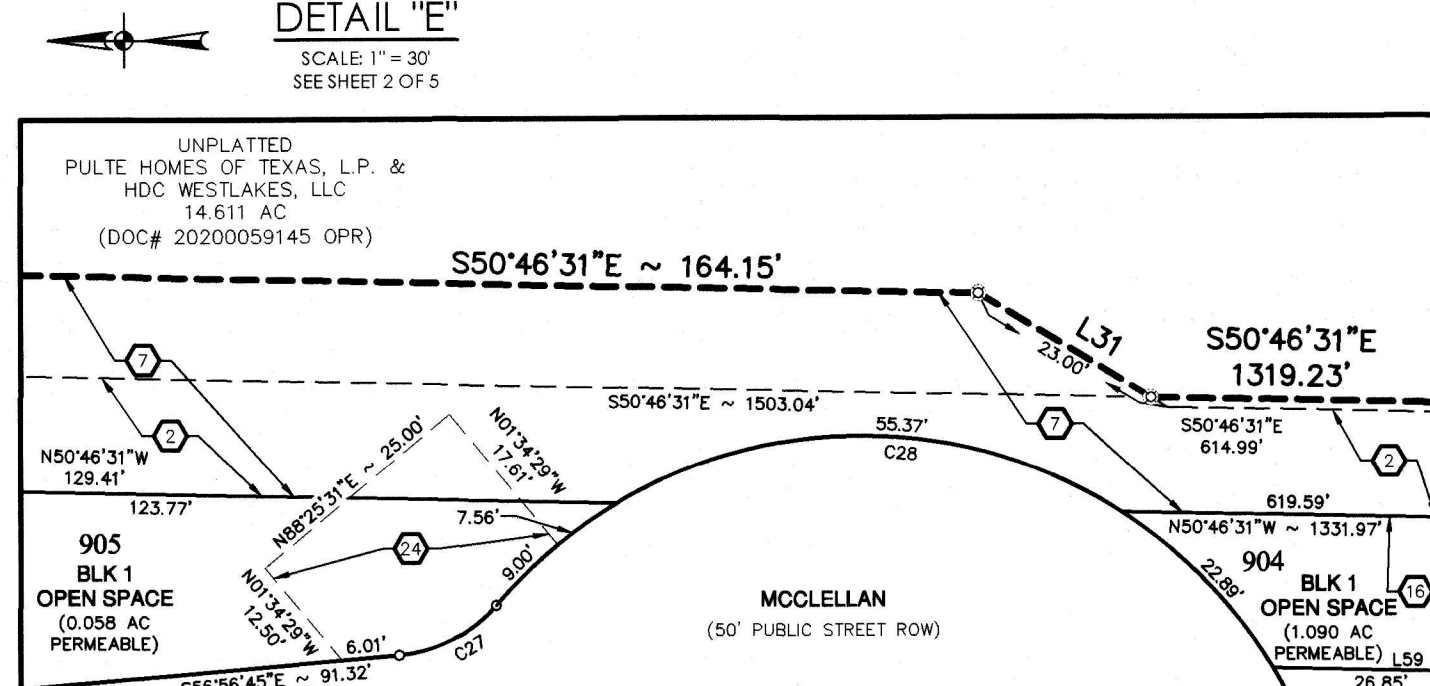 DETAIL "E"
SCALE: 1" = 30'
SEE SHEET 2 OF 5
UNPLATTED
PULTE HOMES OF TEXAS, L.P. &
HDC WESTLAKES, LLC
14.611 AC
(DOC# 20200059145 OPR)
S50°46'31"E ~ 164.15'
L31
23.00'
S50°46'31"E
1319.23'
7
S50°46'31"E ~ 1503.04'
2
N50°46'31"W
129.41'
123.77'
N88°25'31"E ~ 25.00'
N01°34'29"W
17.61'
55.37'
C28
7
S50°46'31"E
614.99'
2
619.59'
N50°46'31"W ~ 1331.97'
7.56'
24
9.00'
905
BLK 1
OPEN SPACE
(0.058 AC
PERMEABLE)
N01°34'29"W
12.50'
6.01'
C27
S56°56'45"E ~ 91.32'
MCCLELLAN
(50' PUBLIC STREET ROW)
22.89'
904
BLK 1
OPEN SPACE
(1.090 AC
PERMEABLE)
16
L59
26.85'